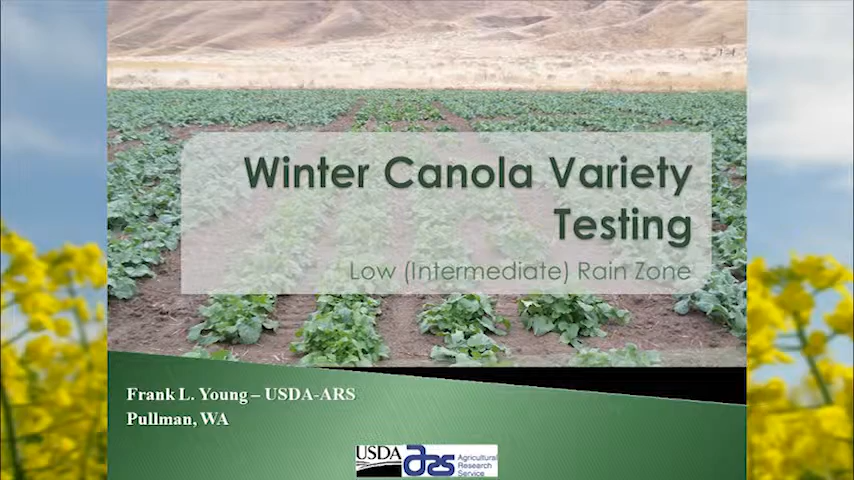 Winter Canola Variety
Testing
Low (Intermediate) Rain Zone
Frank L. Young – USDA-ARS
Pullman, WA
USDA
ars
Agricultural
Research
Service